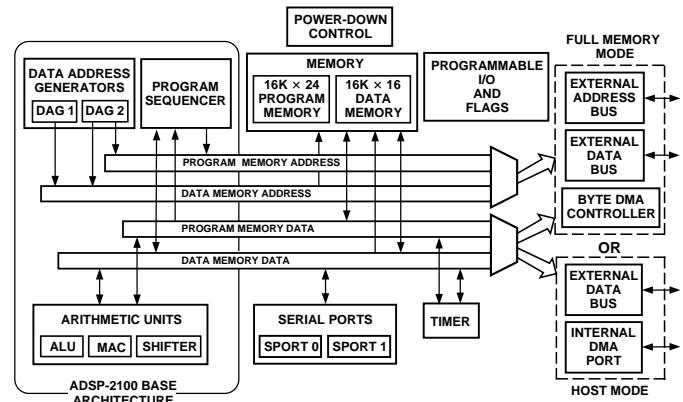 POWER-DOWN
CONTROL
FULL MEMORY
MODE
DATA ADDRESS
GENERATORS
DAG 1
DAG 2
PROGRAM
SEQUENCER
MEMORY
16K × 24
PROGRAM
MEMORY
16K × 16
DATA
MEMORY
PROGRAMMABLE
I/O
AND
FLAGS
EXTERNAL
ADDRESS
BUS
EXTERNAL
DATA
BUS
BYTE DMA
CONTROLLER
PROGRAM MEMORY ADDRESS
DATA MEMORY ADDRESS
PROGRAM MEMORY DATA
DATA MEMORY DATA
OR
EXTERNAL
DATA
BUS
INTERNAL
DMA
PORT
HOST MODE
ARITHMETIC UNITS
ALU
MAC
SHIFTER
SERIAL PORTS
SPORT 0
SPORT 1
TIMER
ADSP-2100 BASE
ARCHITECTURE